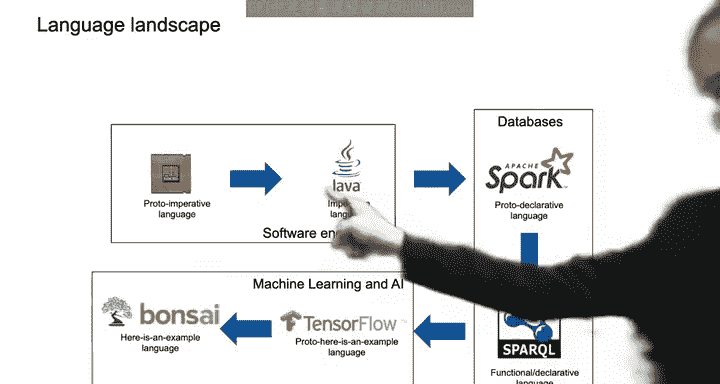 Language landscape
Databases
APACHE
Spark
Proto-declarative
language
Java
Proto-imperative
language
Software en
Machine Learning and AI
bonsai
Here-is-an-example
language
TensorFlow
Proto-here-is-an-example
language
SPARQL
Functional/declarative